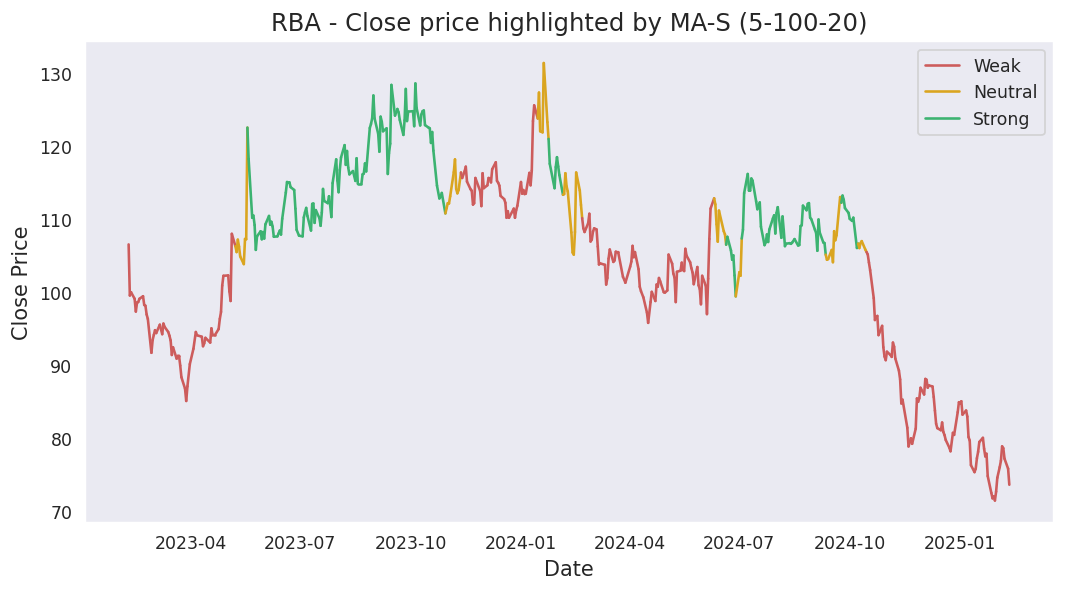 RBA - Close price highlighted by MA-S (5-100-20)
Weak
Neutral
Strong
Close Price
130
120
110
100
90
80
70
2023-04
2023-07
2023-10
2024-01
2024-04
2024-07
2024-10
2025-01
Date